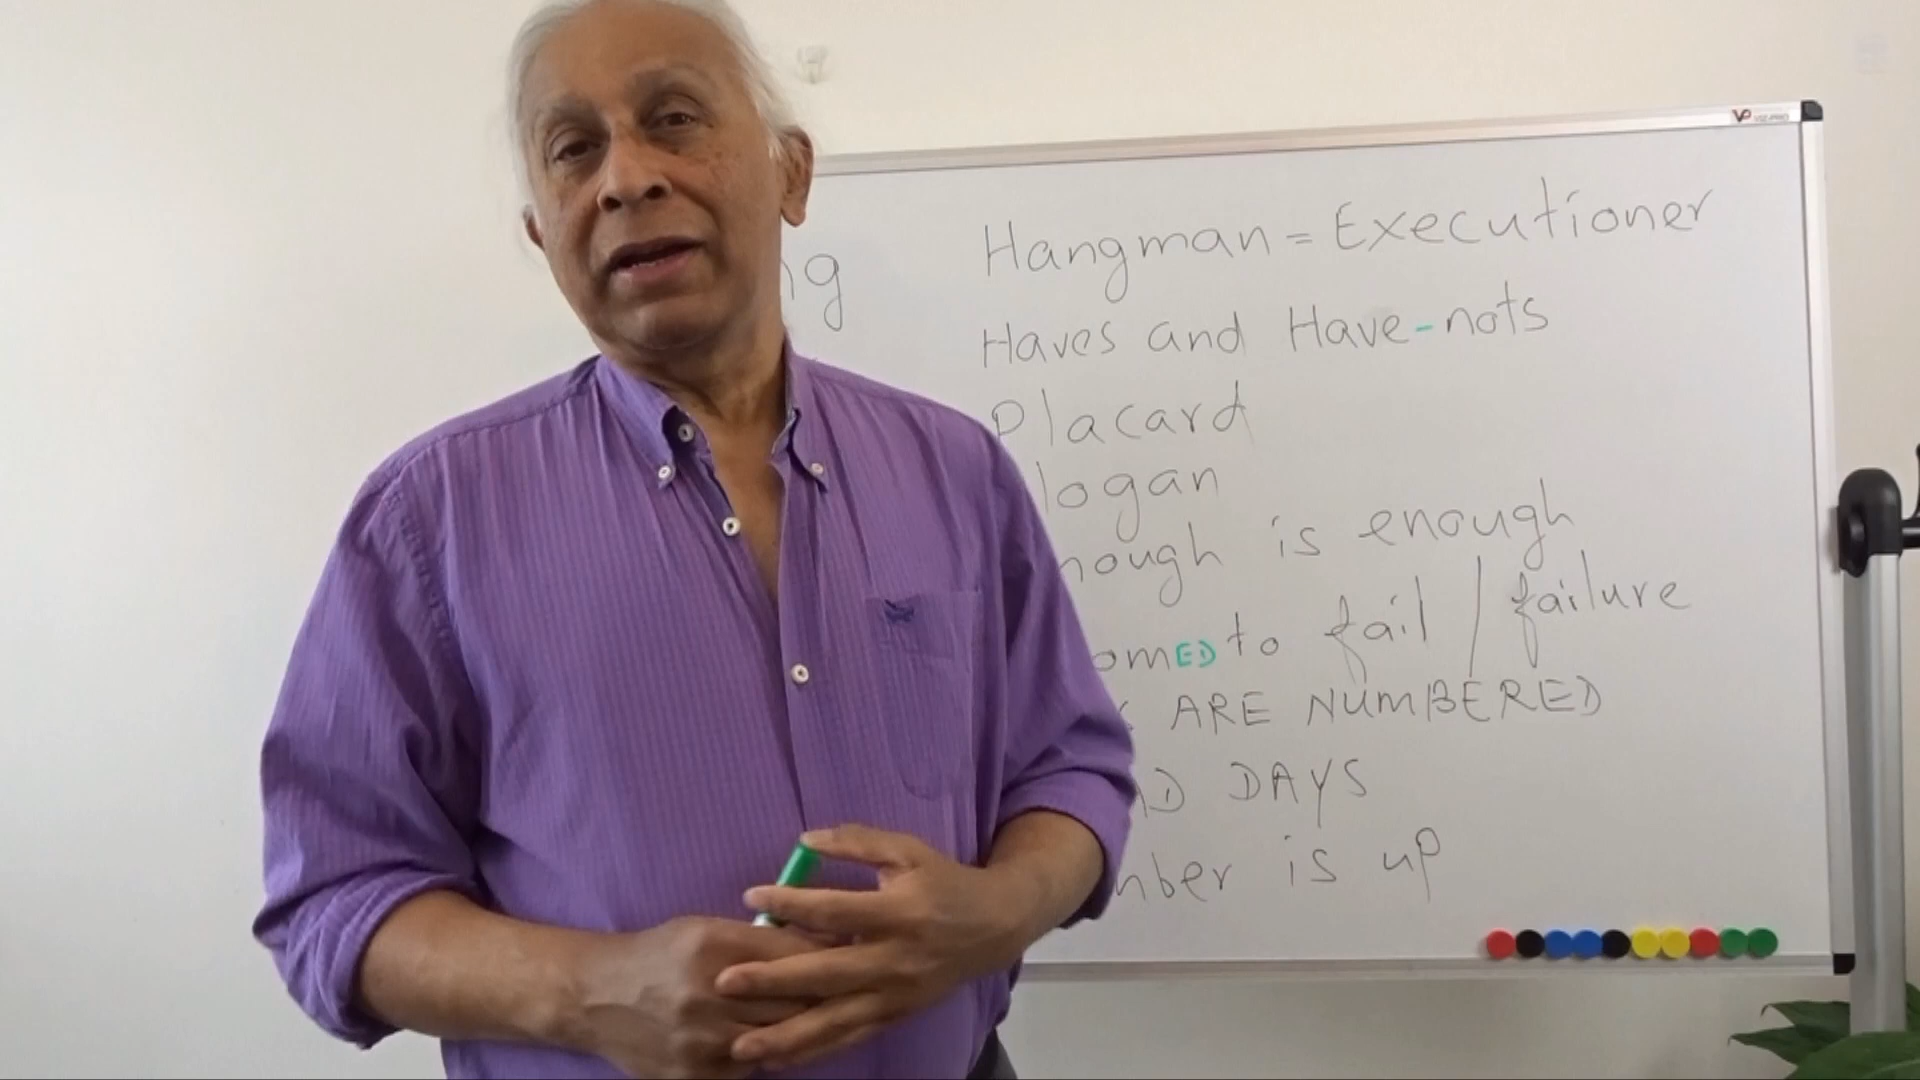 Hangman = Executioner
Haves and Have-nots
Placard
logan
nough is enough
omED to fail / failure
ARE NUMBERED
DAYS
mber is up